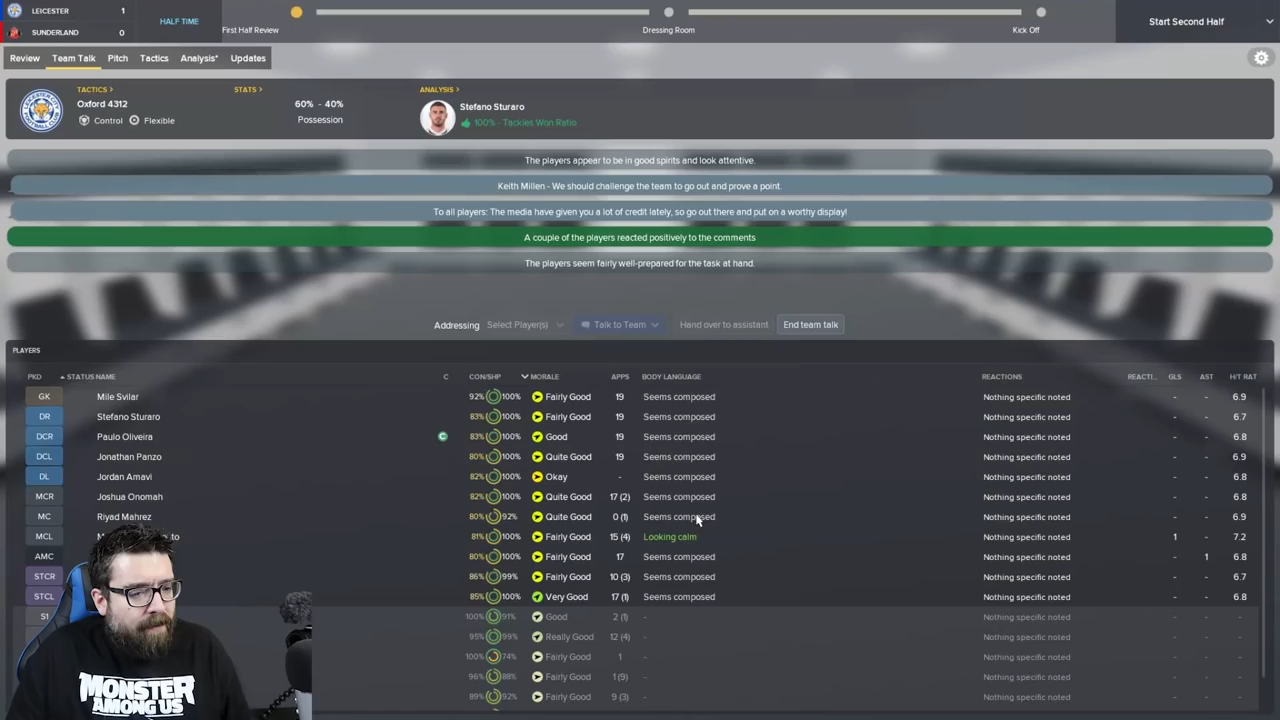 LEICESTER 1
SUNDERLAND 0
HALF TIME
First Half Review
Dressing Room
Kick Off
Start Second Half
Review Team Talk Pitch Tactics Analysis* Updates
TACTICS >
Oxford 4312
Control Flexible
STATS >
60% - 40%
Possession
ANALYSIS >
Stefano Sturaro
100% - Tackles Won Ratio
The players appear to be in good spirits and look attentive.
Keith Millen - We should challenge the team to go out and prove a point.
To all players: The media have given you a lot of credit lately, so go out there and put on a worthy display!
A couple of the players reacted positively to the comments
The players seem fairly well-prepared for the task at hand.
Addressing Select Player(s) Talk to Team Hand over to assistant End team talk
PLAYERS
PKD STATUS NAME C CON/SHP MORALE APPS BODY LANGUAGE REACTIONS REACTI... GLS AST H/T RAT
GK Mile Svilar 92% 100% Fairly Good 19 Seems composed Nothing specific noted - - 6.9
DR Stefano Sturaro 83% 100% Fairly Good 19 Seems composed Nothing specific noted - - 6.7
DCR Paulo Oliveira C 83% 100% Good 19 Seems composed Nothing specific noted - - 6.8
DCL Jonathan Panzo 80% 100% Quite Good 19 Seems composed Nothing specific noted - - 6.9
DL Jordan Amavi 82% 100% Okay - Seems composed Nothing specific noted - - 6.8
MCR Joshua Onomah 82% 100% Quite Good 17 (2) Seems composed Nothing specific noted - - 6.8
MC Riyad Mahrez 80% 92% Quite Good 0 (1) Seems composed Nothing specific noted - - 6.9
MCL 81% 100% Fairly Good 15 (4) Looking calm Nothing specific noted 1 - 7.2
AMC 80% 100% Fairly Good 17 Seems composed Nothing specific noted - 1 6.8
STCR 86% 99% Fairly Good 10 (3) Seems composed Nothing specific noted - - 6.7
STCL 85% 100% Very Good 17 (1) Seems composed Nothing specific noted - - 6.8
S1 100% 91% Good 2 (1) - Nothing specific noted - - -
95% 99% Really Good 12 (4) - Nothing specific noted - - -
100% 74% Fairly Good 1 - Nothing specific noted - - -
96% 88% Fairly Good 1 (9) - Nothing specific noted - - -
89% 92% Fairly Good 9 (3) - Nothing specific noted - - -
MONSTER
AMONG US